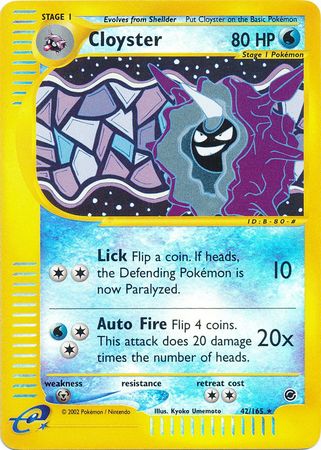 STAGE 1
Evolves from Shellder Put Cloyster on the Basic Pokémon
Cloyster 80 HP
Stage 1 Pokémon
ID:B-80-#
Lick Flip a coin. If heads,
the Defending Pokémon is 10
now Paralyzed.
Auto Fire Flip 4 coins.
This attack does 20 damage 20x
times the number of heads.
weakness resistance retreat cost
e
© 2002 Pokémon / Nintendo Illus. Kyoko Umemoto 42/165 ★